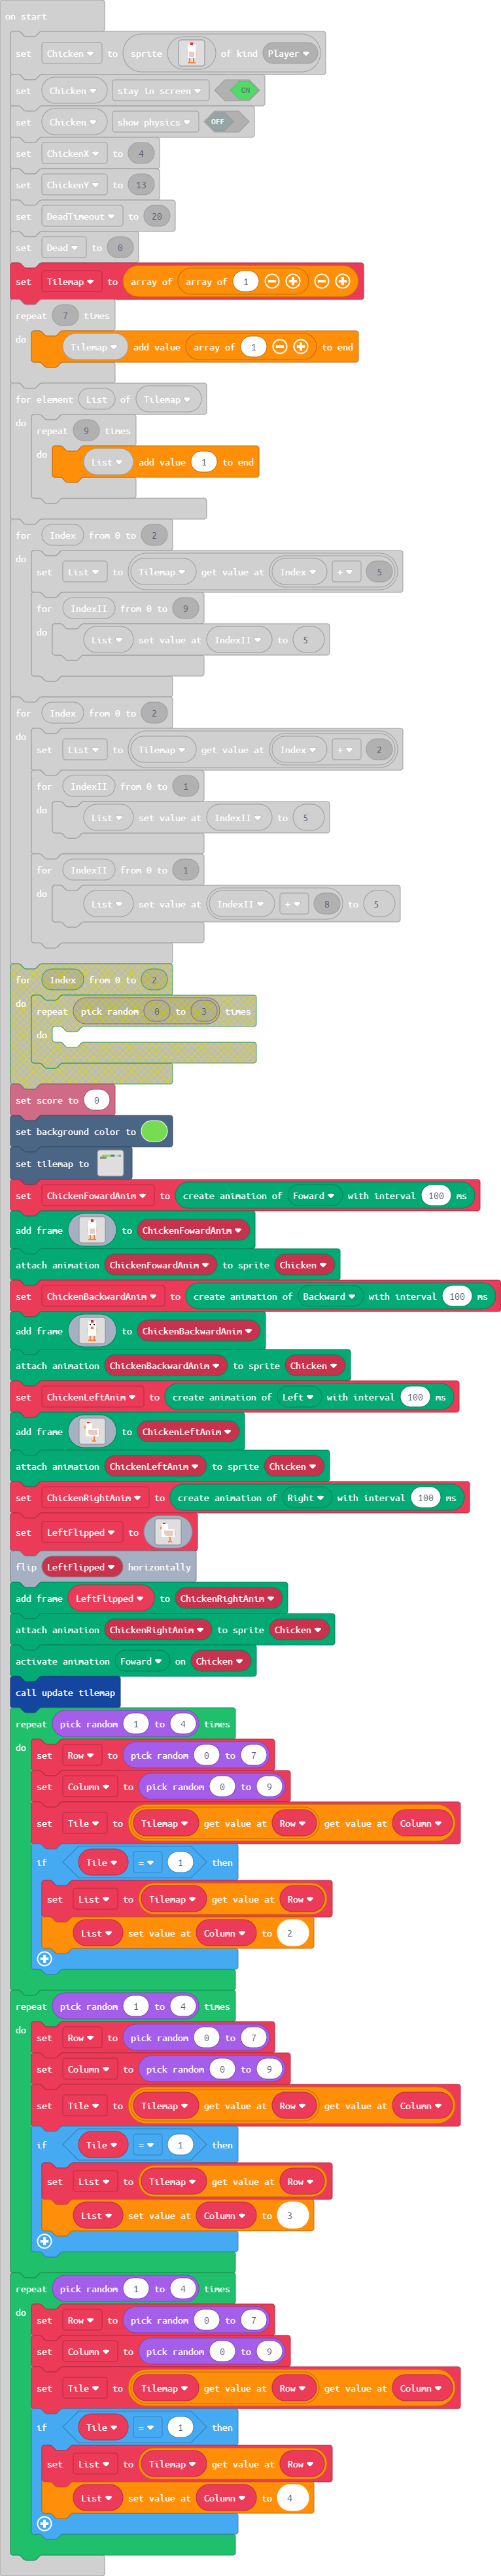 on start
set Chicken to sprite of kind Player
set Chicken stay in screen ON
set Chicken show physics OFF
set ChickenX to 4
set ChickenY to 13
set DeadTimeout to 20
set Dead to 0
set Tilemap to array of array of 1
repeat 7 times
do
Tilemap add value array of 1 to end
for element List of Tilemap
do
repeat 9 times
do
List add value 1 to end
for Index from 0 to 2
do
set List to Tilemap get value at Index + 5
for IndexII from 0 to 9
do
List set value at IndexII to 5
for Index from 0 to 2
do
set List to Tilemap get value at Index + 2
for IndexII from 0 to 1
do
List set value at IndexII to 5
for IndexII from 0 to 1
do
List set value at IndexII + 8 to 5
for Index from 0 to 2
do
repeat pick random 0 to 3 times
do
set score to 0
set background color to
set tilemap to
set ChickenFowardAnim to create animation of Foward with interval 100 ms
add frame to ChickenFowardAnim
attach animation ChickenFowardAnim to sprite Chicken
set ChickenBackwardAnim to create animation of Backward with interval 100 ms
add frame to ChickenBackwardAnim
attach animation ChickenBackwardAnim to sprite Chicken
set ChickenLeftAnim to create animation of Left with interval 100 ms
add frame to ChickenLeftAnim
attach animation ChickenLeftAnim to sprite Chicken
set ChickenRightAnim to create animation of Right with interval 100 ms
set LeftFlipped to
flip LeftFlipped horizontally
add frame LeftFlipped to ChickenRightAnim
attach animation ChickenRightAnim to sprite Chicken
activate animation Foward on Chicken
call update tilemap
repeat pick random 1 to 4 times
do
set Row to pick random 0 to 7
set Column to pick random 0 to 9
set Tile to Tilemap get value at Row get value at Column
if Tile = 1 then
set List to Tilemap get value at Row
List set value at Column to 2
repeat pick random 1 to 4 times
do
set Row to pick random 0 to 7
set Column to pick random 0 to 9
set Tile to Tilemap get value at Row get value at Column
if Tile = 1 then
set List to Tilemap get value at Row
List set value at Column to 3
repeat pick random 1 to 4 times
do
set Row to pick random 0 to 7
set Column to pick random 0 to 9
set Tile to Tilemap get value at Row get value at Column
if Tile = 1 then
set List to Tilemap get value at Row
List set value at Column to 4